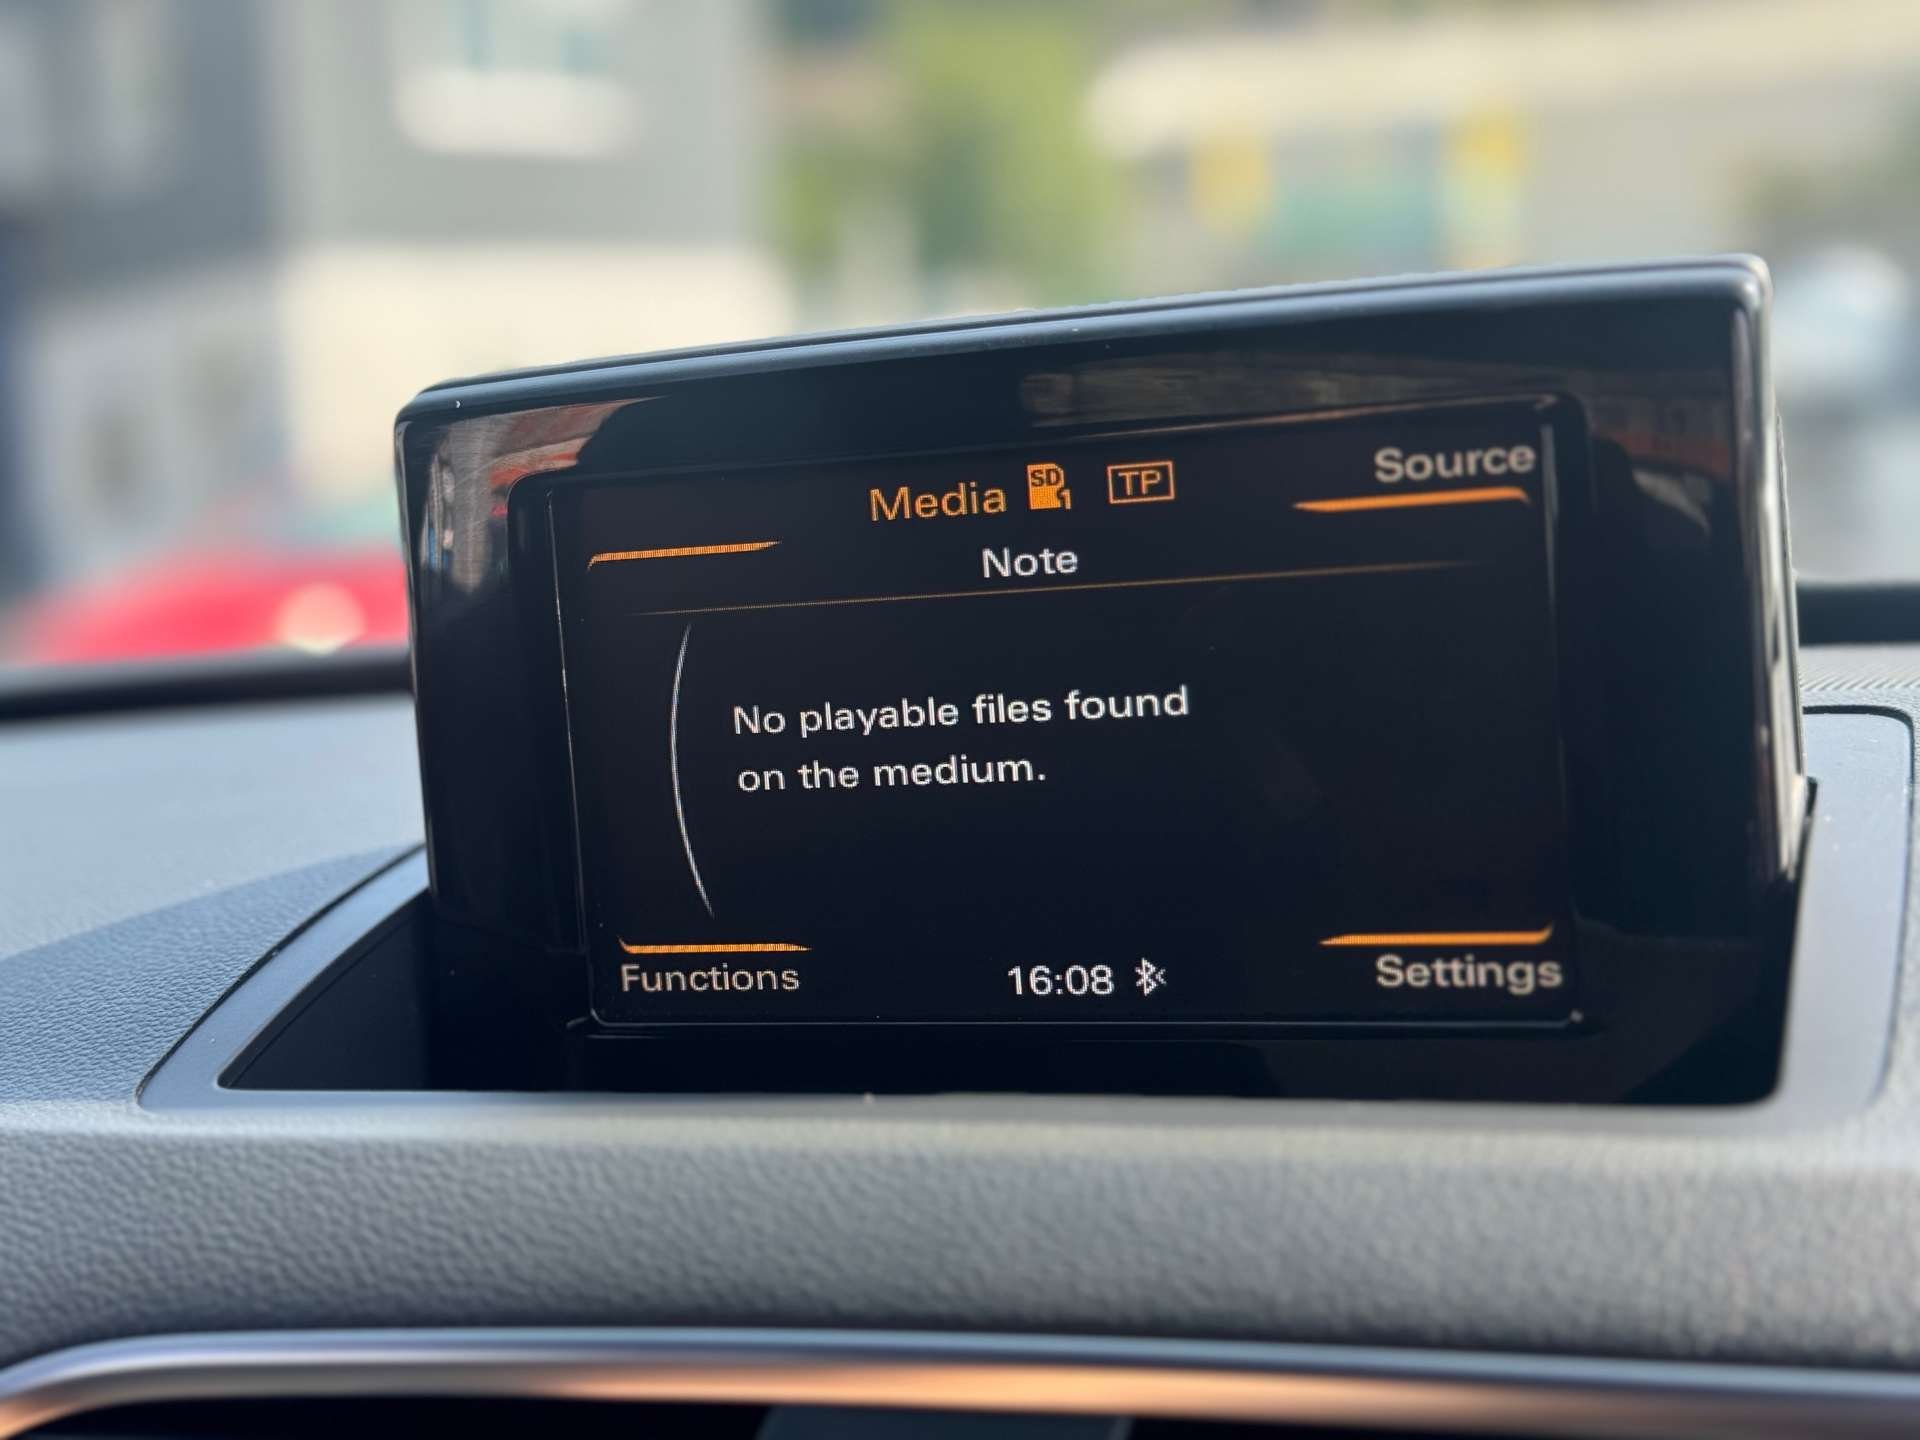 Media SD 1 TP Source
Note
No playable files found
on the medium.
Functions 16:08 Settings